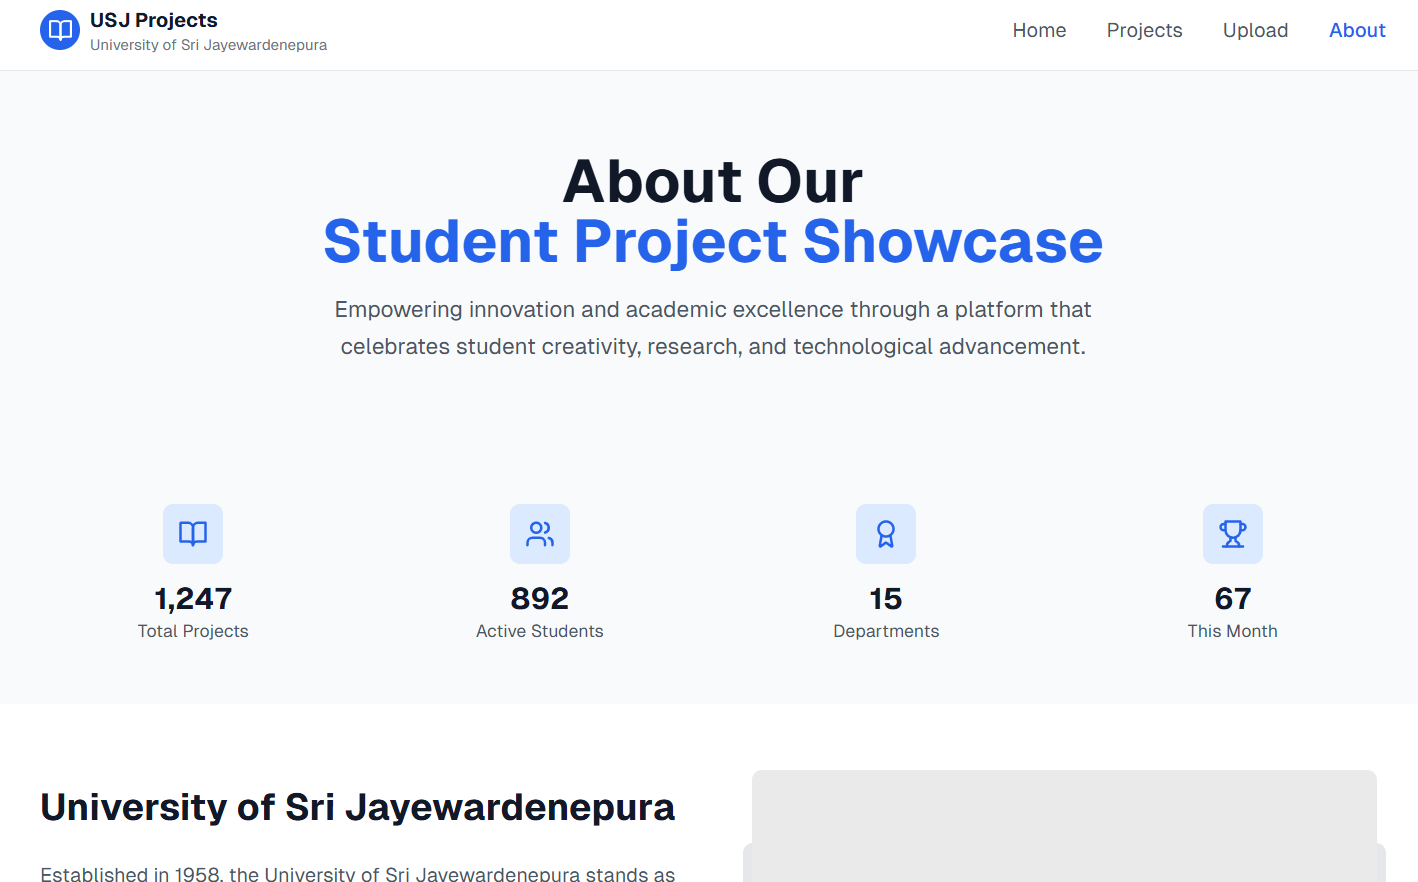 USJ Projects
University of Sri Jayewardenepura
Home
Projects
Upload
About
About Our
Student Project Showcase
Empowering innovation and academic excellence through a platform that
celebrates student creativity, research, and technological advancement.
1,247
Total Projects
892
Active Students
15
Departments
67
This Month
University of Sri Jayewardenepura
Established in 1958, the University of Sri Jayewardenepura stands as